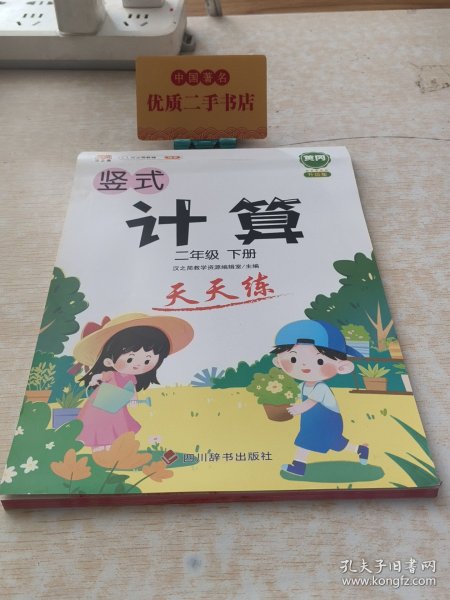 中国著名
优质二手书店
黄冈
竖式
计算
二年级 下册
汉之简教学资源编辑室/主编
天天练
四川辞书出版社
孔夫子旧书网
www.kongfz.com